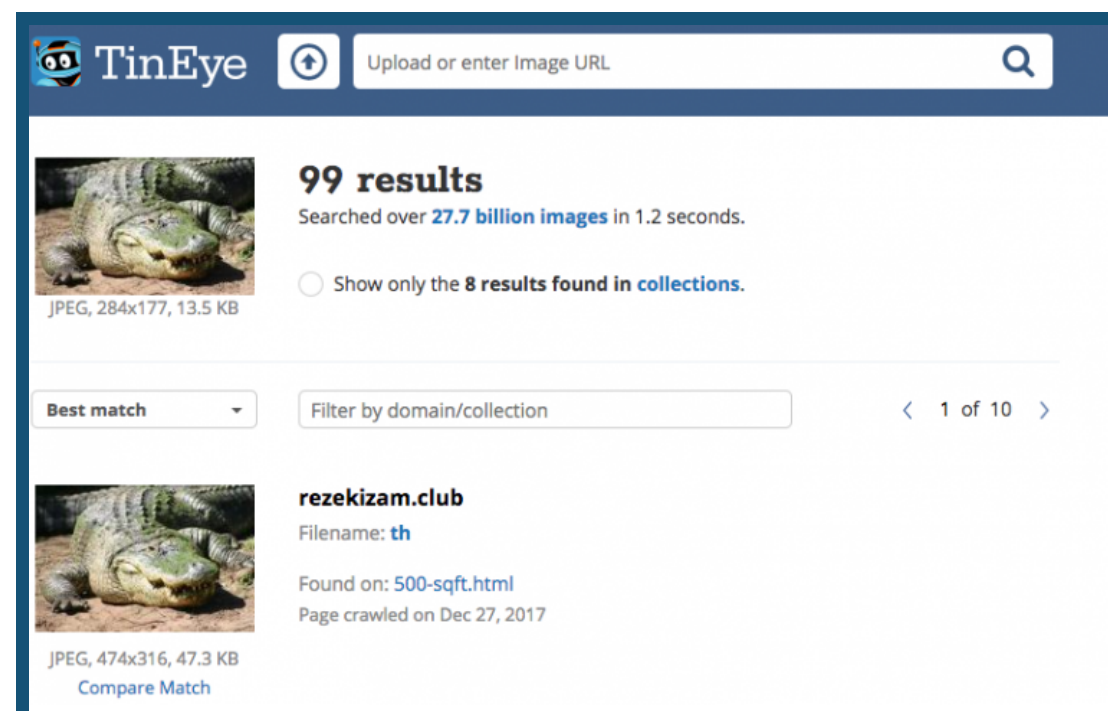 TinEye
Upload or enter Image URL
99 results
Searched over 27.7 billion images in 1.2 seconds.
Show only the 8 results found in collections.
JPEG, 284x177, 13.5 KB
Best match
Filter by domain/collection
1 of 10
rezekizam.club
Filename: th
Found on: 500-sqft.html
Page crawled on Dec 27, 2017
JPEG, 474x316, 47.3 KB
Compare Match